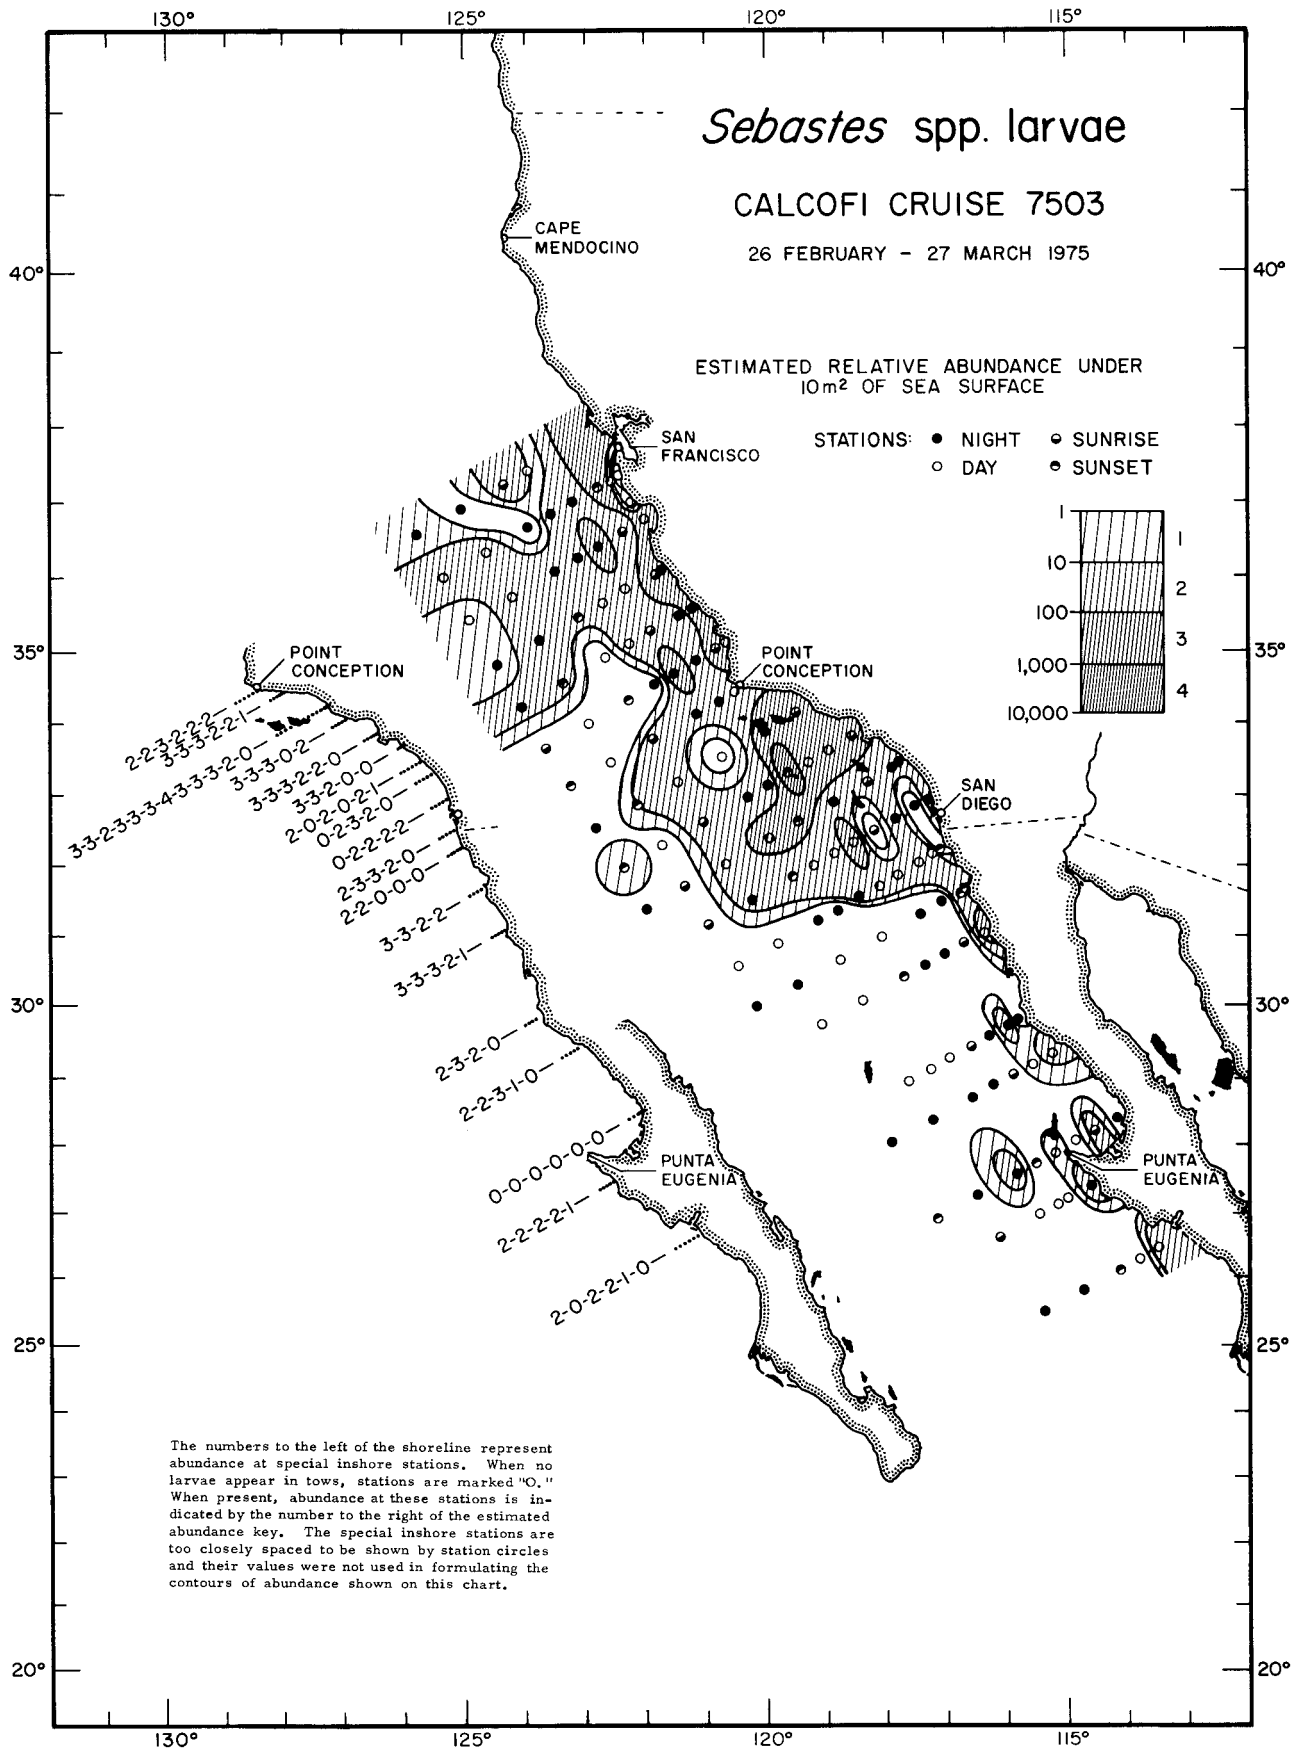 130° 125° 120° 115°
Sebastes spp. larvae
CALCOFI CRUISE 7503
26 FEBRUARY – 27 MARCH 1975
CAPE
MENDOCINO
40° 40°
ESTIMATED RELATIVE ABUNDANCE UNDER
10m² OF SEA SURFACE
STATIONS: NIGHT SUNRISE
DAY SUNSET
SAN
FRANCISCO
1
10
100
1,000
10,000
1
2
3
4
35° 35°
POINT
CONCEPTION
POINT
CONCEPTION
2-2-3-2-2-2
3-3-3-2-2-1
3-3-2-3-3-4-3-3-3-2-0
3-3-3-0-2
3-3-3-2-2-0
3-3-2-0-0
2-0-2-0-2-1
0-2-3-2-0
0-2-2-2-2
2-3-3-2-0
2-2-0-0-0
3-3-2-2
3-3-3-2-1
SAN
DIEGO
30° 30°
2-3-2-0
2-2-3-1-0
0-0-0-0-0-0
2-2-2-2-1
2-0-2-2-1-0
PUNTA
EUGENIA
PUNTA
EUGENIA
25° 25°
The numbers to the left of the shoreline represent
abundance at special inshore stations. When no
larvae appear in tows, stations are marked "O."
When present, abundance at these stations is in-
dicated by the number to the right of the estimated
abundance key. The special inshore stations are
too closely spaced to be shown by station circles
and their values were not used in formulating the
contours of abundance shown on this chart.
20° 20°
130° 125° 120° 115°